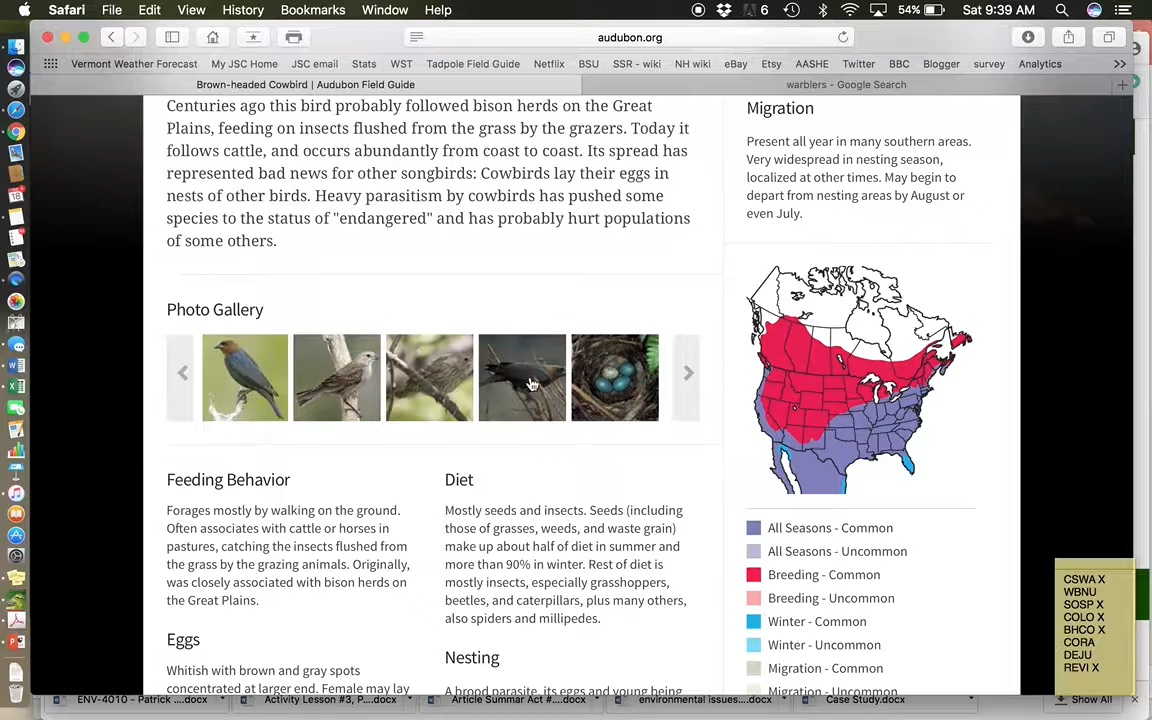 Safari File Edit View History Bookmarks Window Help 6 54% Sat 9:39 AM
audubon.org
Vermont Weather Forecast My JSC Home JSC email Stats WST Tadpole Field Guide Netflix BSU SSR - wiki NH wiki eBay Etsy AASHE Twitter BBC Blogger survey Analytics >>
Brown-headed Cowbird | Audubon Field Guide
warblers - Google Search
Centuries ago this bird probably followed bison herds on the Great
Plains, feeding on insects flushed from the grass by the grazers. Today it
follows cattle, and occurs abundantly from coast to coast. Its spread has
represented bad news for other songbirds: Cowbirds lay their eggs in
nests of other birds. Heavy parasitism by cowbirds has pushed some
species to the status of "endangered" and has probably hurt populations
of some others.
Photo Gallery
Feeding Behavior
Forages mostly by walking on the ground.
Often associates with cattle or horses in
pastures, catching the insects flushed from
the grass by the grazing animals. Originally,
was closely associated with bison herds on
the Great Plains.
Eggs
Whitish with brown and gray spots
concentrated at larger end. Female may lay
Diet
Mostly seeds and insects. Seeds (including
those of grasses, weeds, and waste grain)
make up about half of diet in summer and
more than 90% in winter. Rest of diet is
mostly insects, especially grasshoppers,
beetles, and caterpillars, plus many others,
also spiders and millipedes.
Nesting
A brood parasite, its eggs and young being
Migration
Present all year in many southern areas.
Very widespread in nesting season,
localized at other times. May begin to
depart from nesting areas by August or
even July.
All Seasons - Common
All Seasons - Uncommon
Breeding - Common
Breeding - Uncommon
Winter - Common
Winter - Uncommon
Migration - Common
Migration - Uncommon
CSWA X
WBNU
SOSP X
COLO X
BHCO X
CORA
DEJU
REVI X
ENV-4010 - Patrick ....docx Activity Lesson #3, P....docx Article Summar Act #....docx environmental issues....docx Case Study.docx Show All